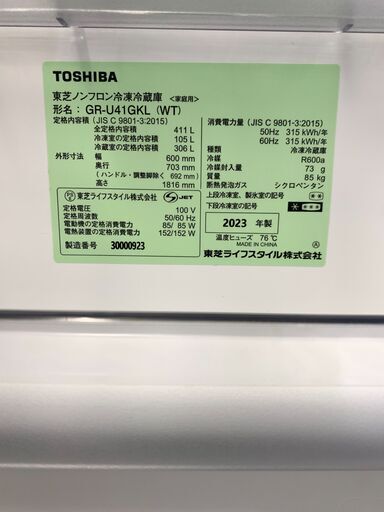 TOSHIBA
東芝ノンフロン冷凍冷蔵庫 <家庭用>
形名: GR-U41GKL (WT)
定格内容積 (JIS C 9801-3:2015)
全定格内容積 411 L
冷凍室の定格内容積 105 L
冷蔵室の定格内容積 306 L
外形寸法 幅 600 mm
奥行 703 mm
(ハンドル・調整脚除く 692 mm)
高さ 1816 mm
東芝ライフスタイル株式会社 JET
定格電圧 100 V
定格周波数 50/60 Hz
電動機の定格消費電力 85/ 85 W
電熱装置の定格消費電力 152/152 W
製造番号 30000923
消費電力量 (JIS C 9801-3:2015)
50Hz 315 kWh/年
60Hz 315 kWh/年
種類 冷凍冷蔵庫
冷媒 R600a
冷媒封入量 73 g
質量 85 kg
断熱発泡ガス シクロペンタン
上段冷凍室、製氷室の記号
下段冷凍室の記号
2023 年製
MADE IN CHINA
温度ヒューズ 76℃
東芝ライフスタイル株式会社